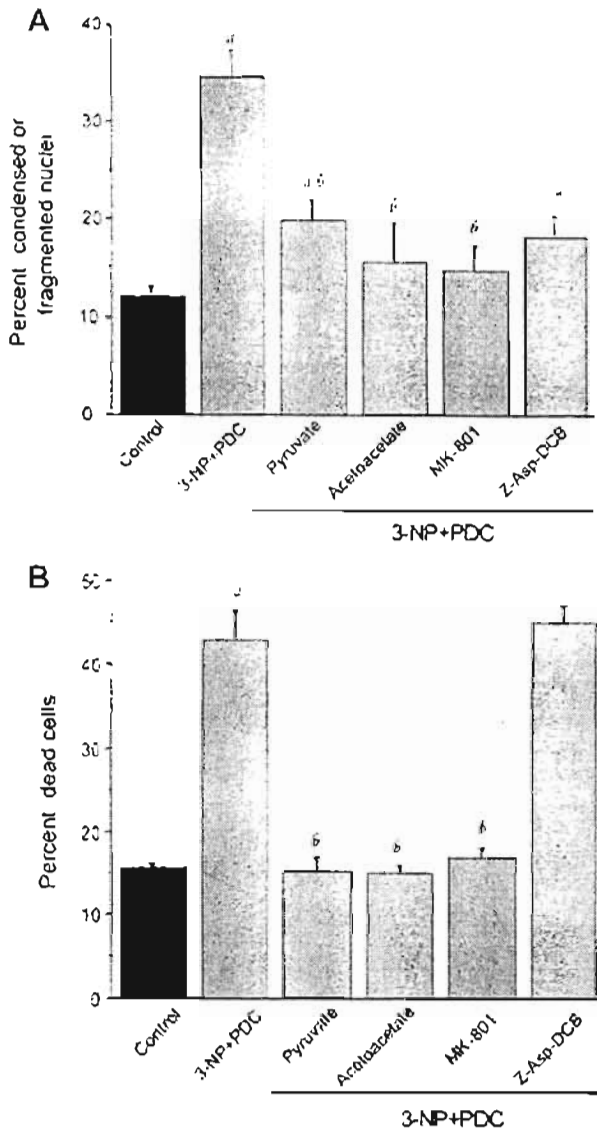 A
40
30
20
10
0
Percent condensed or
fragmented nuclei
a
a b
b
b
Control
3-NP+PDC
Pyruvate
Acetoacetate
MK-801
Z-Asp-DCB
3-NP+PDC
B
50
40
30
20
10
0
Percent dead cells
b
b
b
Control
3-NP+PDC
Pyruvate
Acetoacetate
MK-801
Z-Asp-DCB
3-NP+PDC